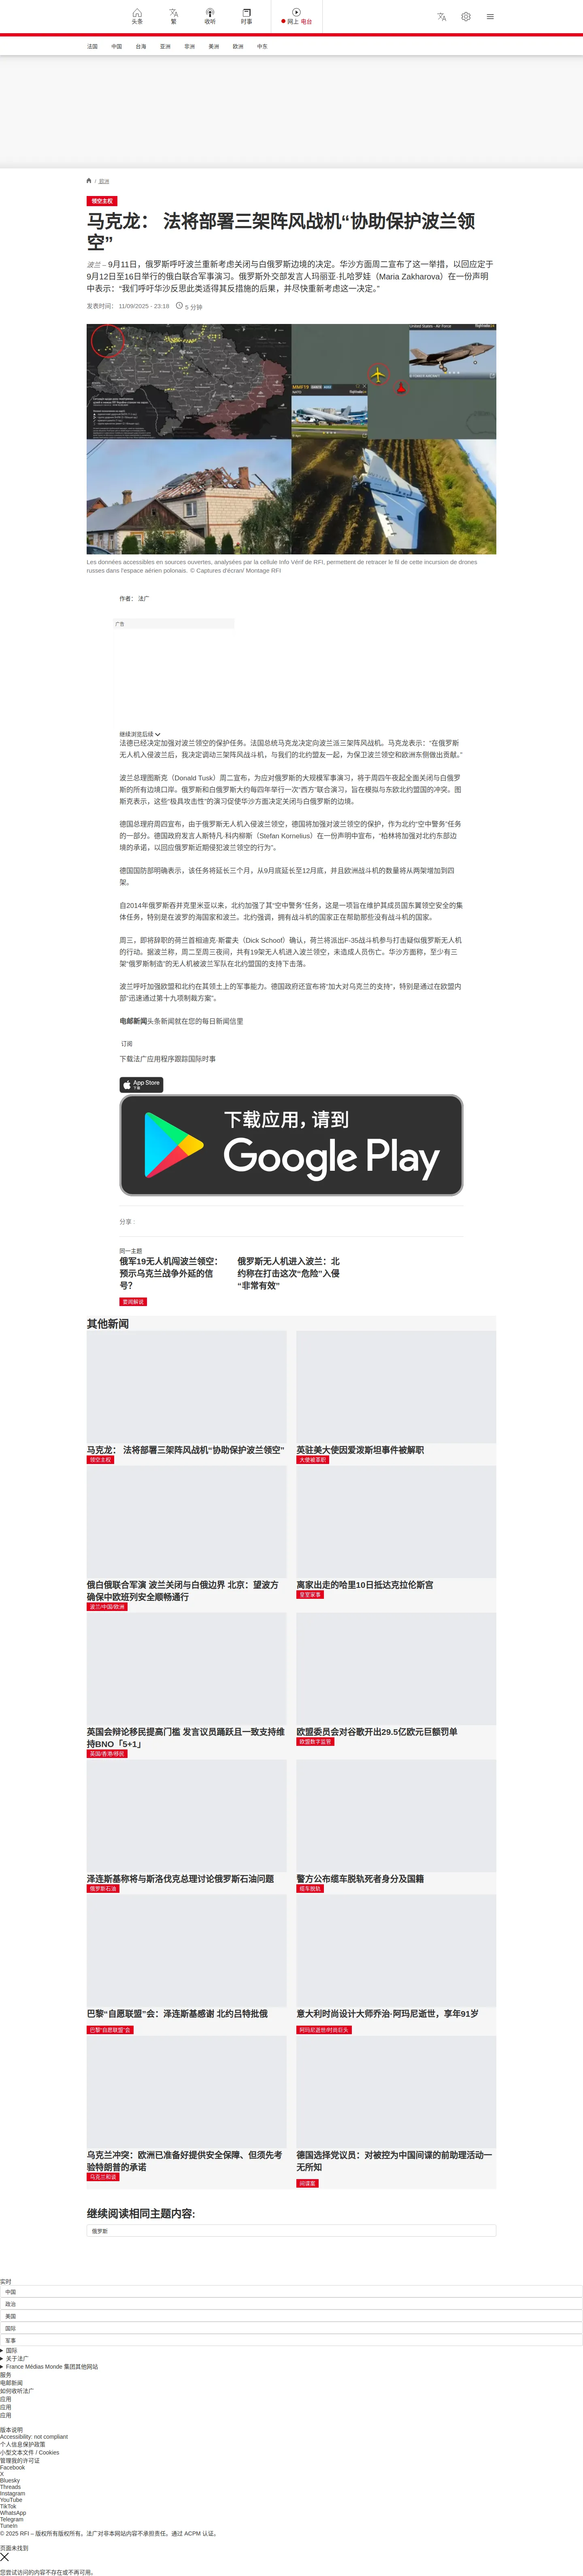 头条
繁
收听
时事
网上 电台
法国 中国 台海 亚洲 非洲 美洲 欧洲 中东
/ 欧洲
领空主权
马克龙： 法将部署三架阵风战机“协助保护波兰领
空”
波兰 – 9月11日，俄罗斯呼吁波兰重新考虑关闭与白俄罗斯边境的决定。华沙方面周二宣布了这一举措，以回应定于
9月12日至16日举行的俄白联合军事演习。俄罗斯外交部发言人玛丽亚·扎哈罗娃（Maria Zakharova）在一份声明
中表示：“我们呼吁华沙反思此类适得其反措施的后果，并尽快重新考虑这一决定。”
发表时间： 11/09/2025 - 23:18 5 分钟
United States - Air Force
MMF19
Les données accessibles en sources ouvertes, analysées par la cellule Info Vérif de RFI, permettent de retracer le fil de cette incursion de drones
russes dans l'espace aérien polonais. © Captures d'écran/ Montage RFI
作者： 法广
广告
继续浏览后续
法德已经决定加强对波兰领空的保护任务。法国总统马克龙决定向波兰派三架阵风战机。马克龙表示：“在俄罗斯
无人机入侵波兰后，我决定调动三架阵风战斗机，与我们的北约盟友一起，为保卫波兰领空和欧洲东侧做出贡献。”
波兰总理图斯克（Donald Tusk）周二宣布，为应对俄罗斯的大规模军事演习，将于周四午夜起全面关闭与白俄罗
斯的所有边境口岸。俄罗斯和白俄罗斯大约每四年举行一次“西方”联合演习，旨在模拟与东欧北约盟国的冲突。图
斯克表示，这些“极具攻击性”的演习促使华沙方面决定关闭与白俄罗斯的边境。
德国总理府周四宣布，由于俄罗斯无人机入侵波兰领空，德国将加强对波兰领空的保护，作为北约“空中警务”任务
的一部分。德国政府发言人斯特凡·科内柳斯（Stefan Kornelius）在一份声明中宣布，“柏林将加强对北约东部边
境的承诺，以回应俄罗斯近期侵犯波兰领空的行为”。
德国国防部明确表示，该任务将延长三个月，从9月底延长至12月底，并且欧洲战斗机的数量将从两架增加到四
架。
自2014年俄罗斯吞并克里米亚以来，北约加强了其“空中警务”任务，这是一项旨在维护其成员国东翼领空安全的集
体任务，特别是在波罗的海国家和波兰。北约强调，拥有战斗机的国家正在帮助那些没有战斗机的国家。
周三，即将辞职的荷兰首相迪克·斯霍夫（Dick Schoof）确认，荷兰将派出F-35战斗机参与打击疑似俄罗斯无人机
的行动。据波兰称，周二至周三夜间，共有19架无人机进入波兰领空，未造成人员伤亡。华沙方面称，至少有三
架“俄罗斯制造”的无人机被波兰军队在北约盟国的支持下击落。
波兰呼吁加强欧盟和北约在其领土上的军事能力。德国政府还宣布将“加大对乌克兰的支持”，特别是通过在欧盟内
部“迅速通过第十九项制裁方案”。
电邮新闻头条新闻就在您的每日新闻信里
订阅
下载法广应用程序跟踪国际时事
App Store
下载
下载应用，请到
Google Play
分享 :
同一主题
俄军19无人机闯波兰领空：
预示乌克兰战争外延的信
号？
要闻解说
俄罗斯无人机进入波兰：北
约称在打击这次“危险”入侵
“非常有效”
其他新闻
马克龙： 法将部署三架阵风战机“协助保护波兰领空”
领空主权
英驻美大使因爱泼斯坦事件被解职
大使被革职
俄白俄联合军演 波兰关闭与白俄边界 北京：望波方
确保中欧班列安全顺畅通行
波兰/中国/欧洲
离家出走的哈里10日抵达克拉伦斯宫
皇室家事
英国会辩论移民提高门槛 发言议员踊跃且一致支持维
持BNO「5+1」
英国/香港/移民
欧盟委员会对谷歌开出29.5亿欧元巨额罚单
欧盟数字监管
泽连斯基称将与斯洛伐克总理讨论俄罗斯石油问题
俄罗斯石油
警方公布缆车脱轨死者身分及国籍
缆车脱轨
巴黎“自愿联盟”会：泽连斯基感谢 北约吕特批俄
巴黎“自愿联盟”会
意大利时尚设计大师乔治·阿玛尼逝世，享年91岁
阿玛尼逝世/时尚巨头
乌克兰冲突：欧洲已准备好提供安全保障、但须先考
验特朗普的承诺
乌克兰和谈
德国选择党议员：对被控为中国间谍的前助理活动一
无所知
间谍案
继续阅读相同主题内容:
俄罗斯
实时
中国
政治
美国
国际
军事
国际
关于法广
France Médias Monde 集团其他网站
服务
电邮新闻
如何收听法广
应用
应用
应用
版本说明
Accessibility: not compliant
个人信息保护政策
小型文本文件 / Cookies
管理我的许可证
Facebook
X
Bluesky
Threads
Instagram
YouTube
TikTok
WhatsApp
Telegram
TuneIn
© 2025 RFI – 版权所有版权所有。法广对非本网站内容不承担责任。通过 ACPM 认证。
页面未找到
您尝试访问的内容不存在或不再可用。